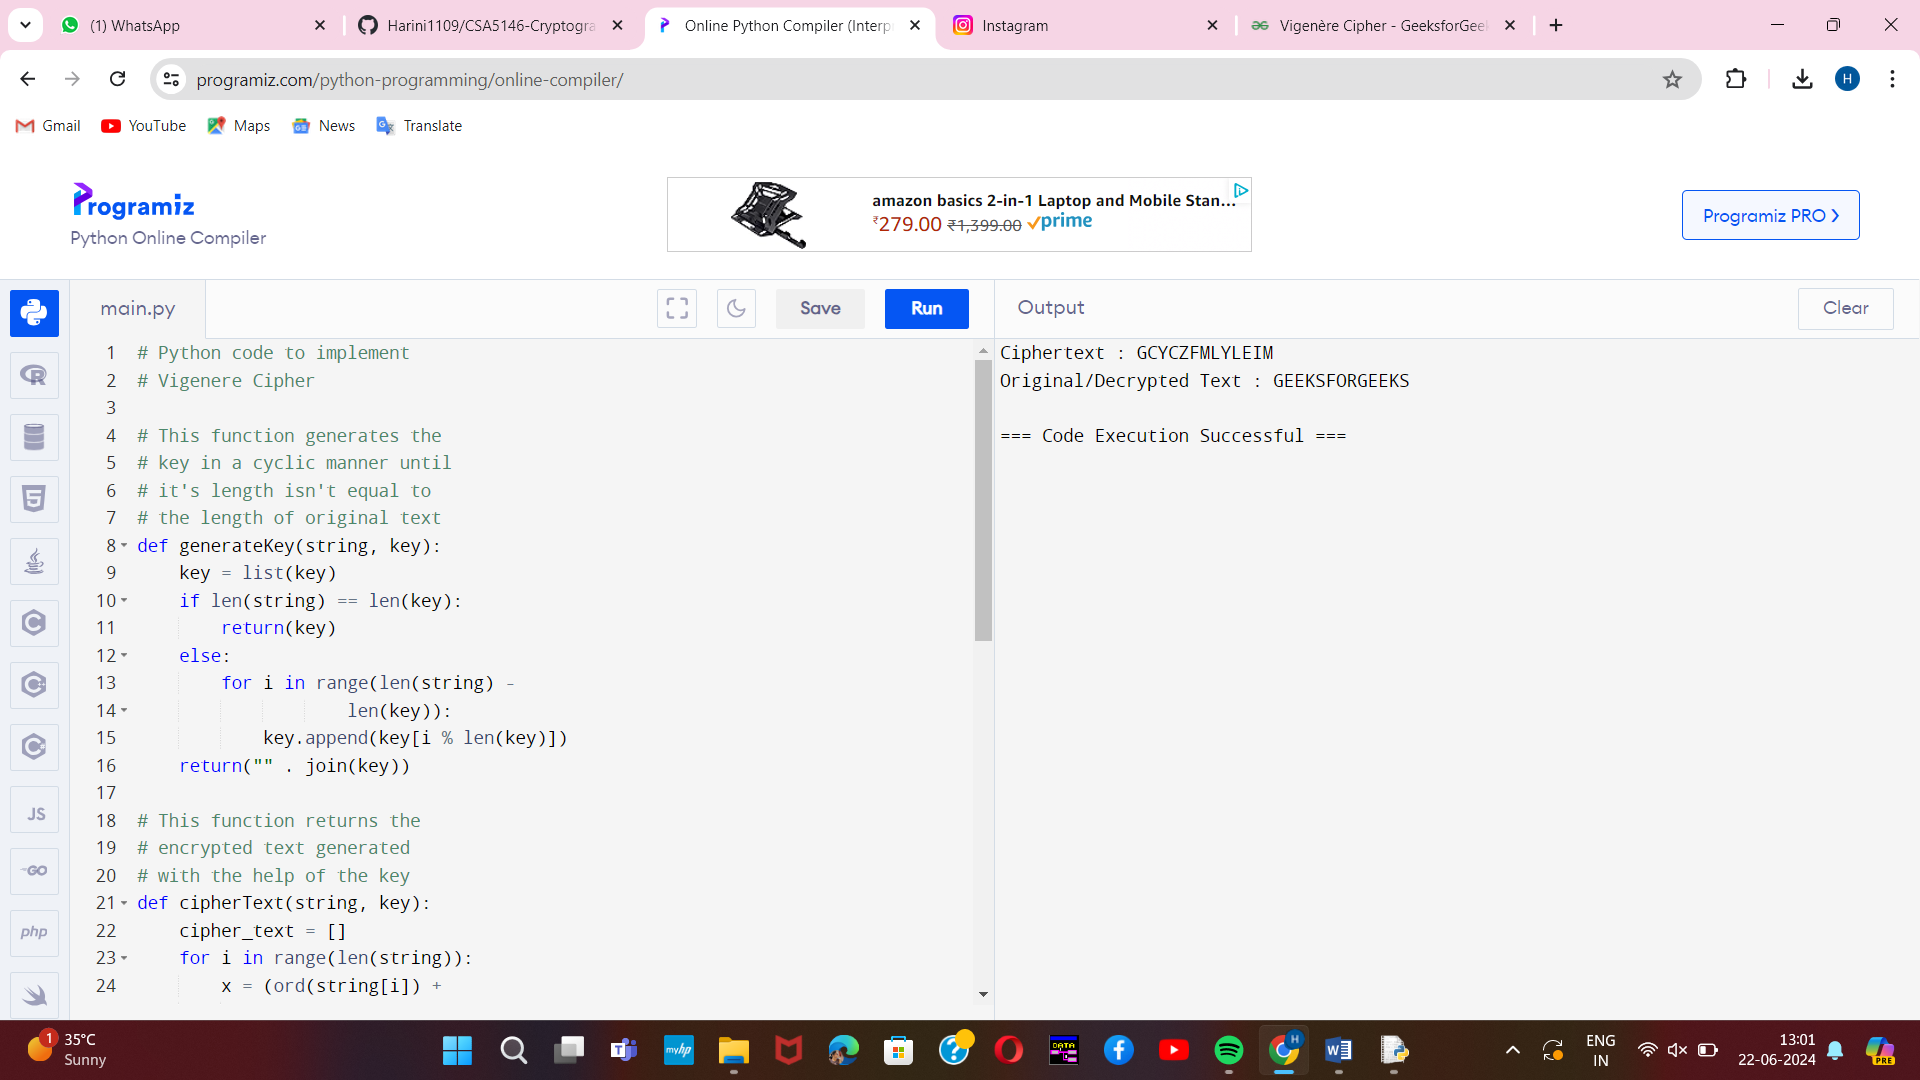 (1) WhatsApp
Harini1109/CSA5146-Cryptogra
Online Python Compiler (Interp
Instagram
Vigenère Cipher - GeeksforGeek
programiz.com/python-programming/online-compiler/
H
Gmail
YouTube
Maps
News
Translate
Programiz
Python Online Compiler
amazon basics 2-in-1 Laptop and Mobile Stan...
₹279.00 ₹1,399.00 prime
Programiz PRO
main.py
Save
Run
Output
Clear
1 # Python code to implement
2 # Vigenere Cipher
3
4 # This function generates the
5 # key in a cyclic manner until
6 # it's length isn't equal to
7 # the length of original text
8 def generateKey(string, key):
9 key = list(key)
10 if len(string) == len(key):
11 return(key)
12 else:
13 for i in range(len(string) -
14 len(key)):
15 key.append(key[i % len(key)])
16 return("" . join(key))
17
18 # This function returns the
19 # encrypted text generated
20 # with the help of the key
21 def cipherText(string, key):
22 cipher_text = []
23 for i in range(len(string)):
24 x = (ord(string[i]) +
Ciphertext : GCYCZFMLYLEIM
Original/Decrypted Text : GEEKSFORGEEKS
=== Code Execution Successful ===
R
5
C
C
C
JS
GO
php
1
35°C
Sunny
myhp
DATA
H
W
ENG
IN
13:01
22-06-2024
PRE